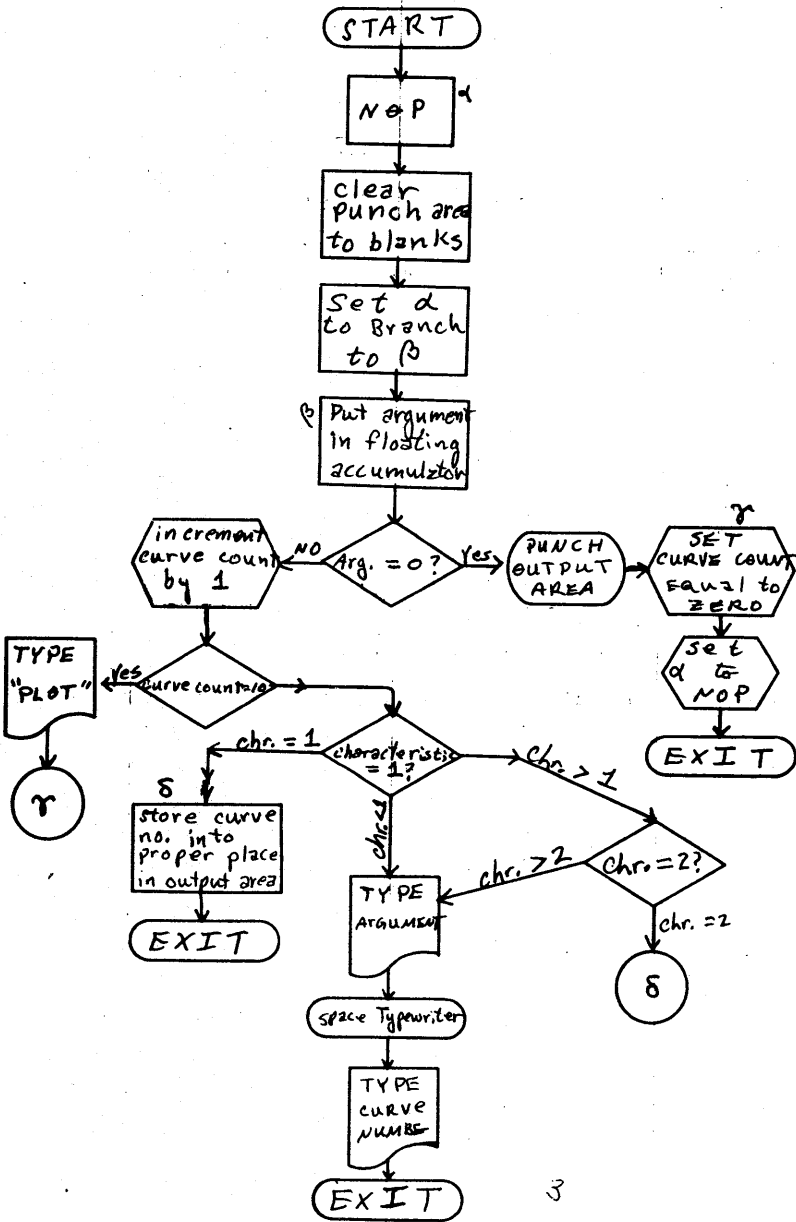 START
NOP
α
clear
punch area
to blanks
Set α
to Branch
to β
β
Put argument
in floating
accumulator
Arg. = 0?
NO
yes
increment
curve count
by 1
PUNCH
OUTPUT
AREA
γ
SET
CURVE COUNT
Equal to
ZERO
set
α to
NOP
EXIT
TYPE
"PLOT"
yes
γ
characteristic
= 1?
chr. = 1
chr. > 1
chr. < 1
δ
store curve
no. into
proper place
in output area
EXIT
chr. = 2?
chr. > 2
chr. = 2
δ
TYPE
ARGUMENT
space Typewriter
TYPE
CURVE
NUMBE
EXIT
3